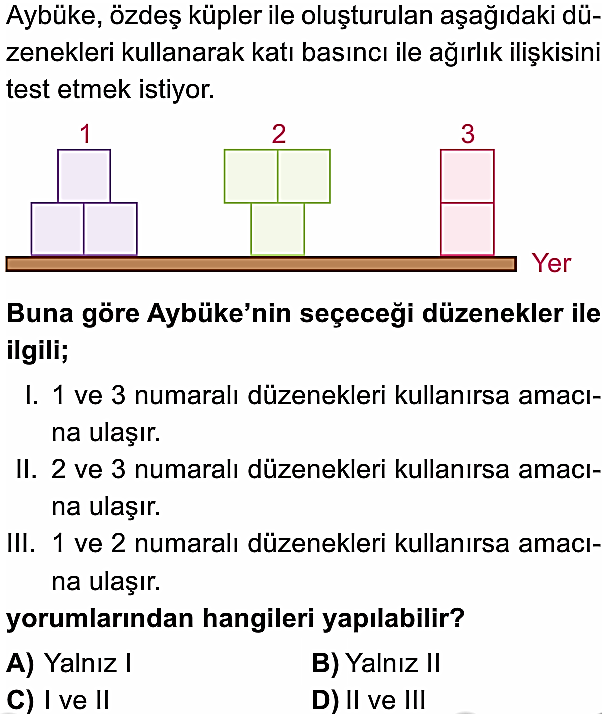 Aybüke, özdeş küpler ile oluşturulan aşağıdaki dü-
zenekleri kullanarak katı basıncı ile ağırlık ilişkisini
test etmek istiyor.
1 2 3
Yer
Buna göre Aybüke'nin seçeceği düzenekler ile
ilgili;
I. 1 ve 3 numaralı düzenekleri kullanırsa amacı-
na ulaşır.
II. 2 ve 3 numaralı düzenekleri kullanırsa amacı-
na ulaşır.
III. 1 ve 2 numaralı düzenekleri kullanırsa amacı-
na ulaşır.
yorumlarından hangileri yapılabilir?
A) Yalnız I B) Yalnız II
C) I ve II D) II ve III